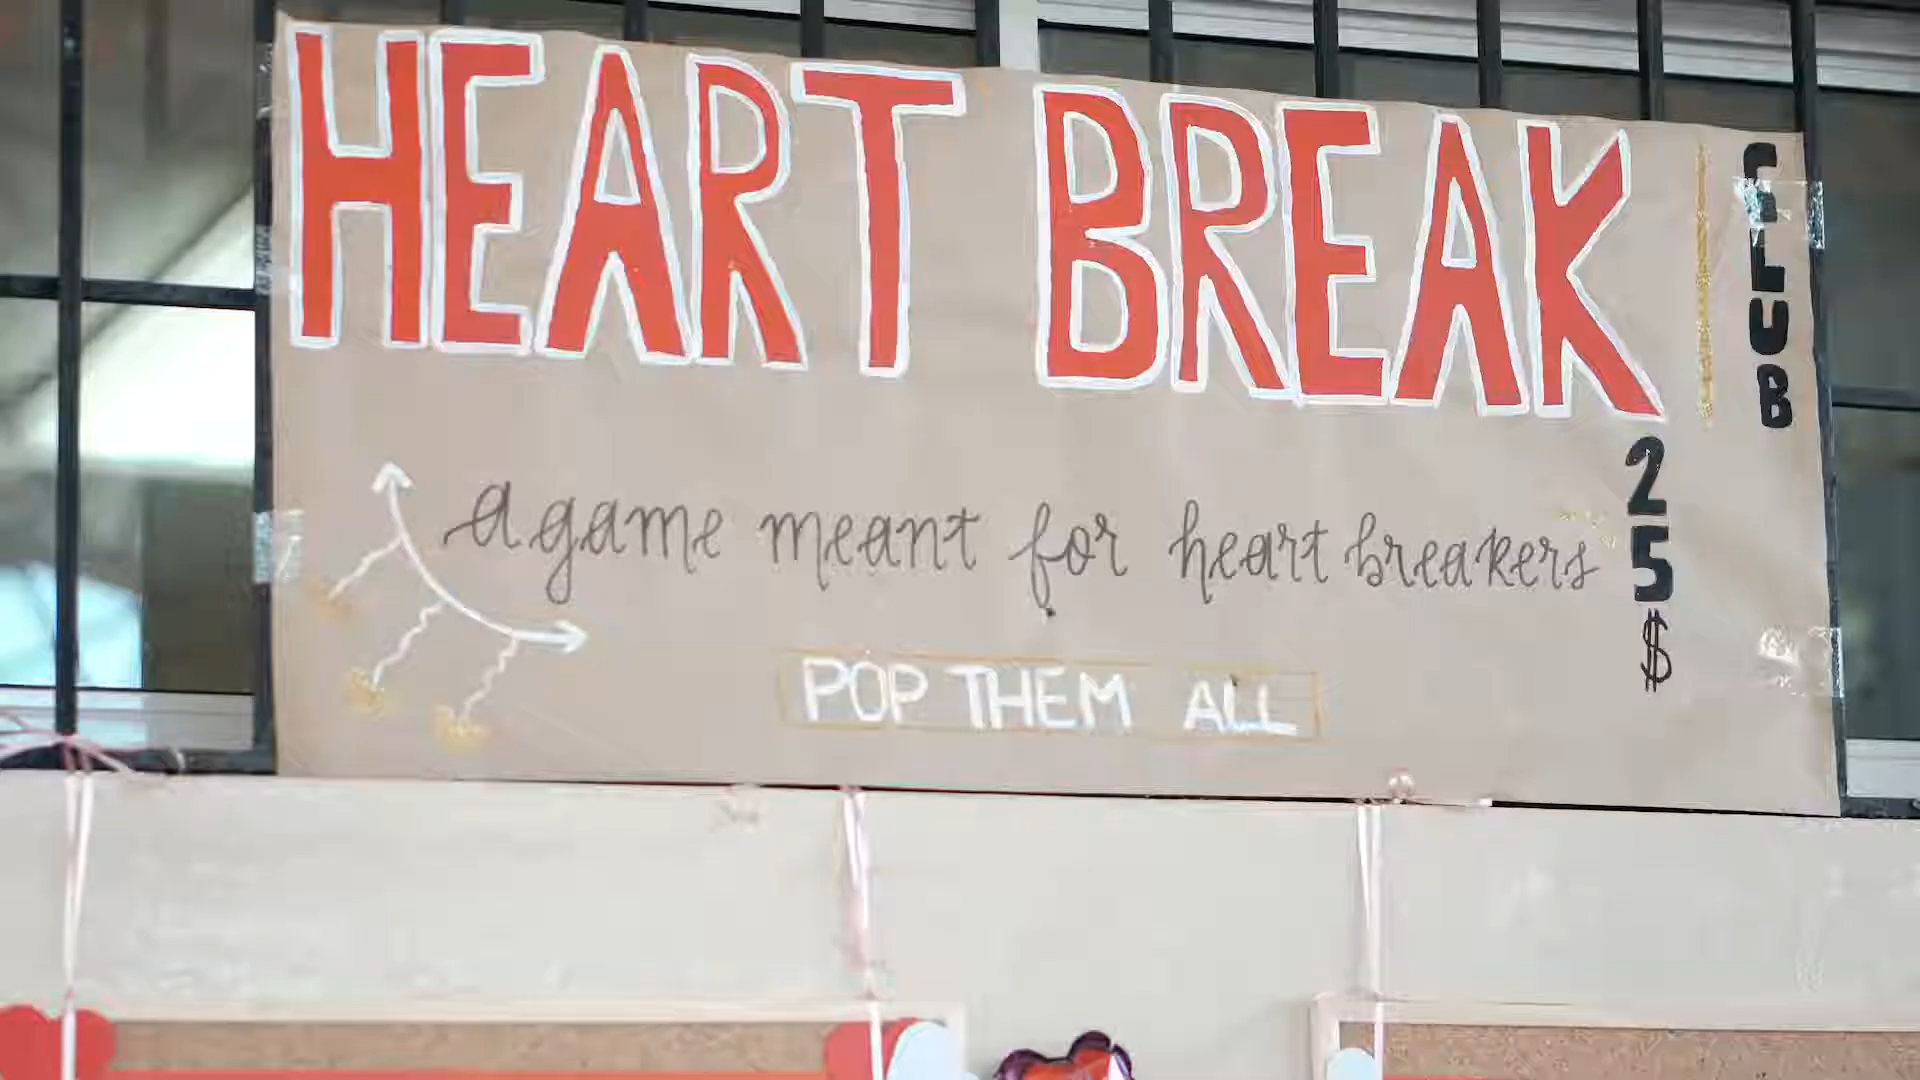 HEART BREAK
CLUB
a game meant for heart breakers
25$
POP THEM ALL